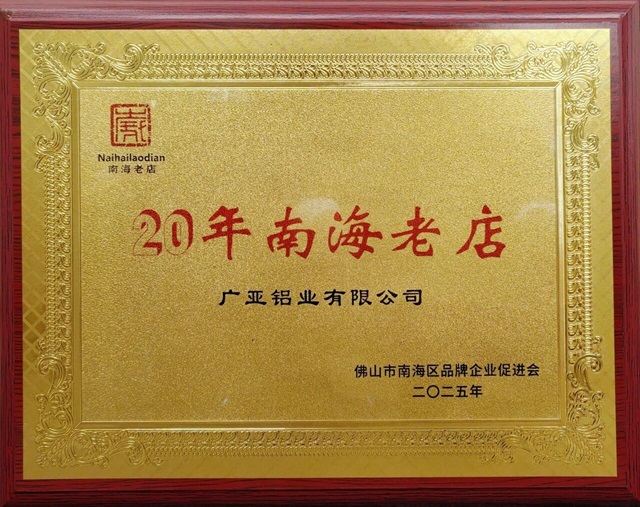 Naihailaodian
南海老店
20年南海老店
广亚铝业有限公司
佛山市南海区品牌企业促进会
二〇二五年